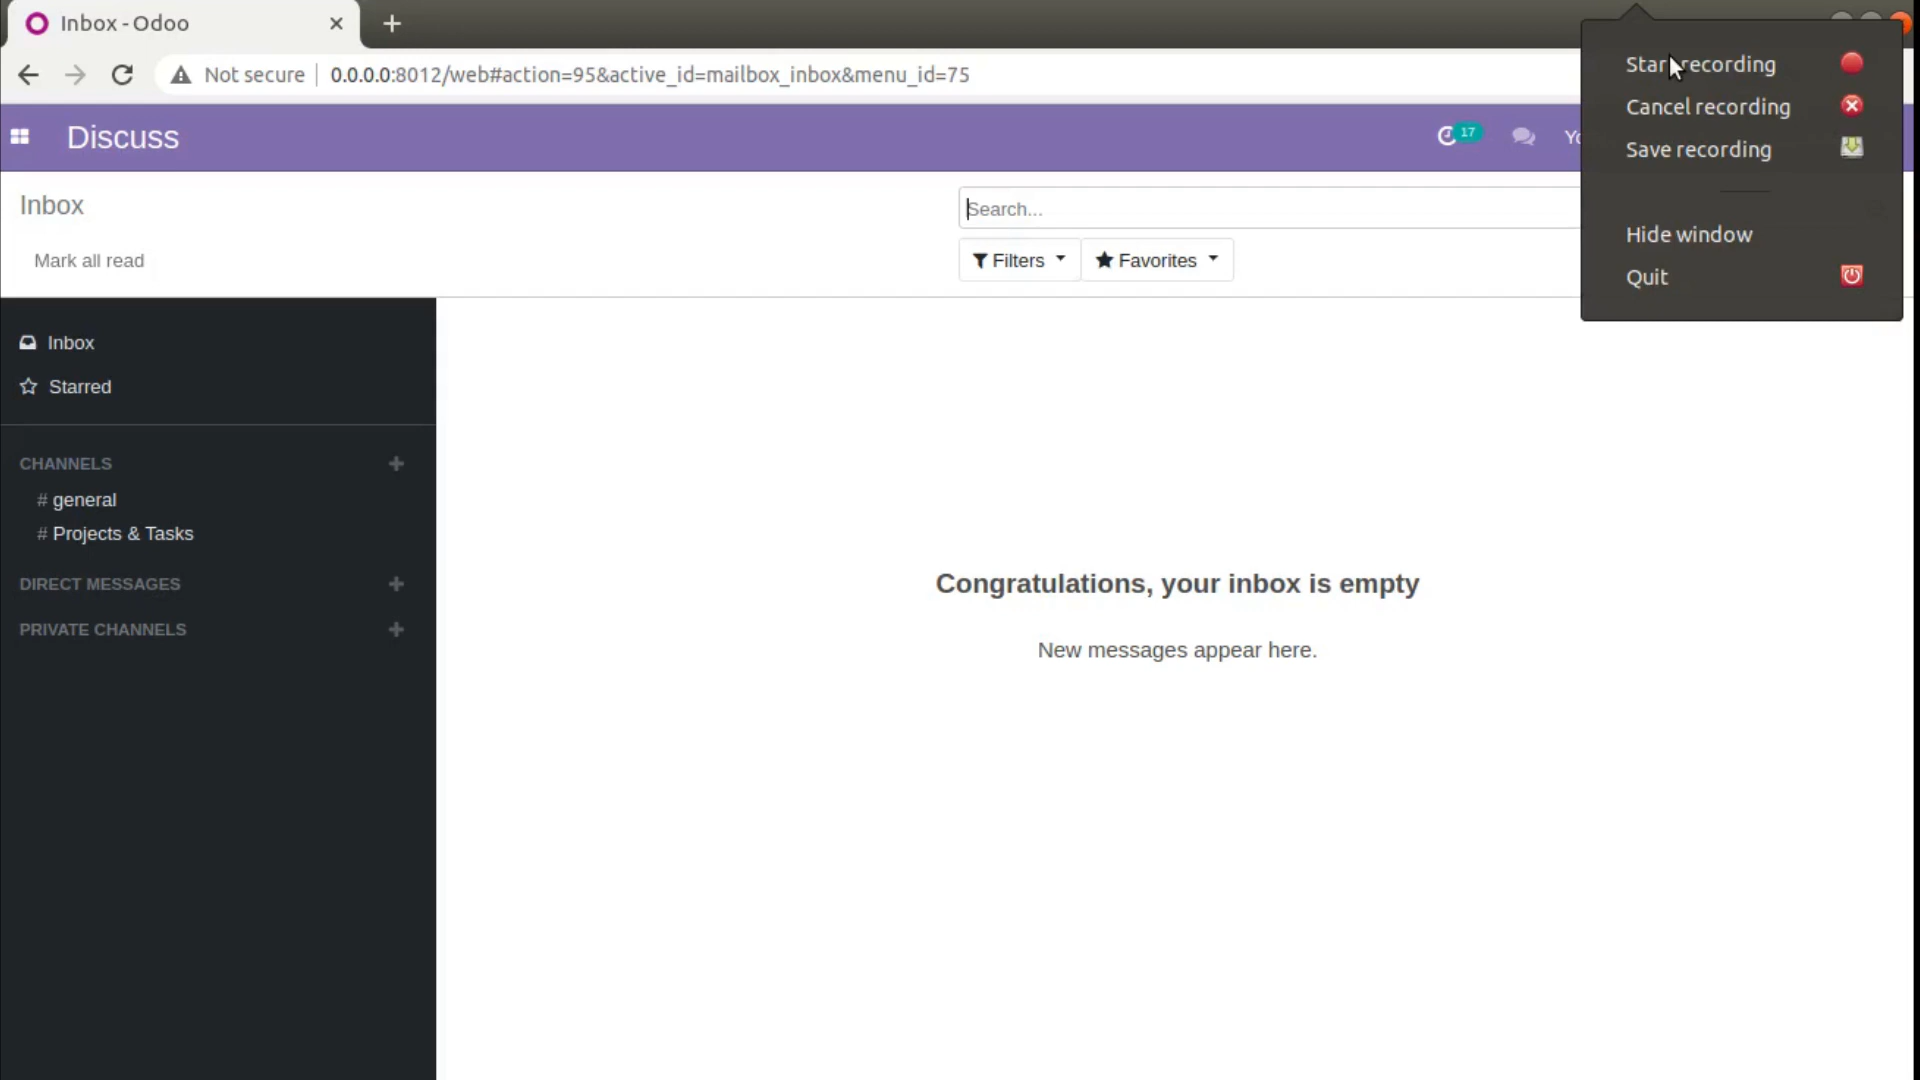 Inbox - Odoo
Not secure
0.0.0.0:8012/web#action=95&active_id=mailbox_inbox&menu_id=75
Start recording
Cancel recording
Save recording
Hide window
Quit
Discuss
17
Inbox
Search...
Mark all read
Filters
Favorites
Inbox
Starred
CHANNELS
# general
# Projects & Tasks
DIRECT MESSAGES
PRIVATE CHANNELS
Congratulations, your inbox is empty
New messages appear here.